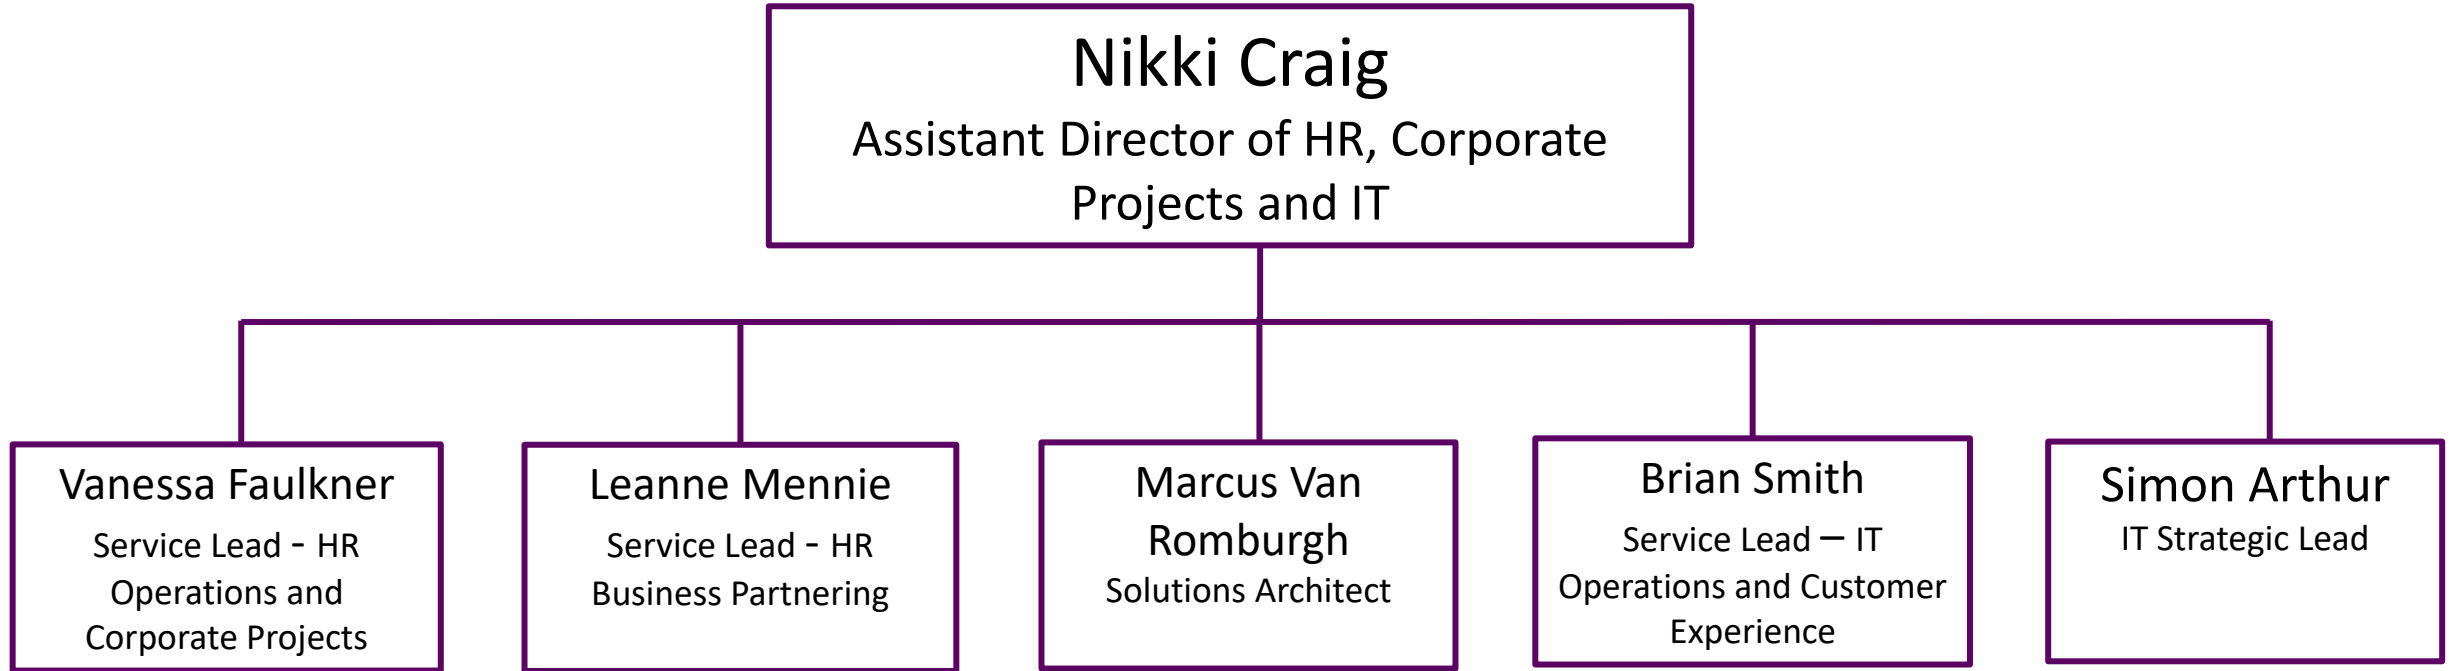 Nikki Craig
Assistant Director of HR, Corporate
Projects and IT
Vanessa Faulkner
Service Lead - HR
Operations and
Corporate Projects
Leanne Mennie
Service Lead - HR
Business Partnering
Marcus Van
Romburgh
Solutions Architect
Brian Smith
Service Lead – IT
Operations and Customer
Experience
Simon Arthur
IT Strategic Lead